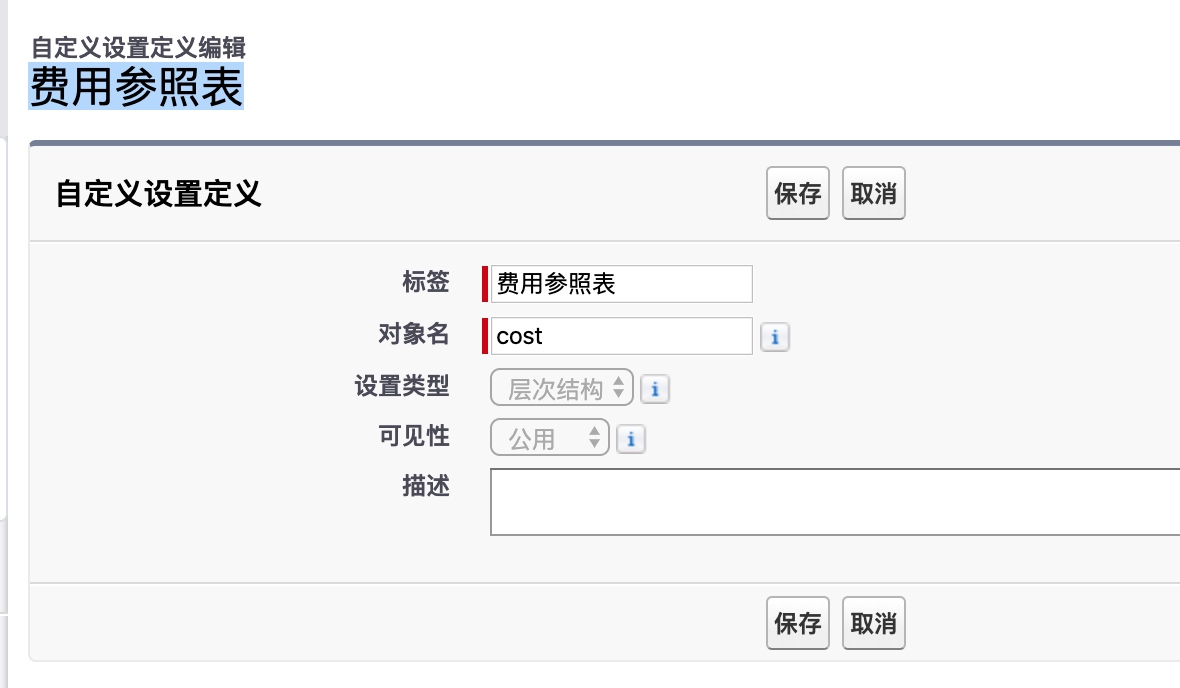 自定义设置定义编辑
费用参照表
自定义设置定义
保存 取消
标签 费用参照表
对象名 cost
设置类型 层次结构
可见性 公用
描述
保存 取消